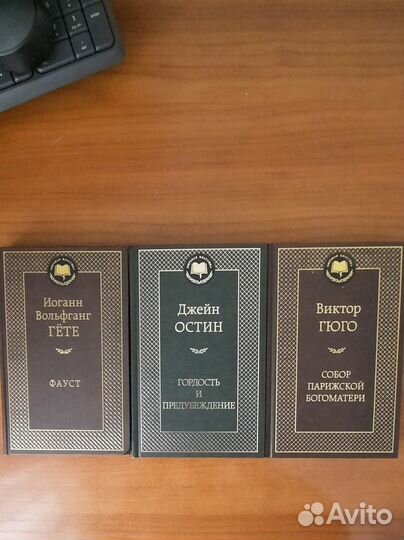 Иоганн
Вольфганг
ГЁТЕ
ФАУСТ
Джейн
ОСТИН
ГОРДОСТЬ
И
ПРЕДУБЕЖДЕНИЕ
Виктор
ГЮГО
СОБОР
ПАРИЖСКОЙ
БОГОМАТЕРИ
Avito